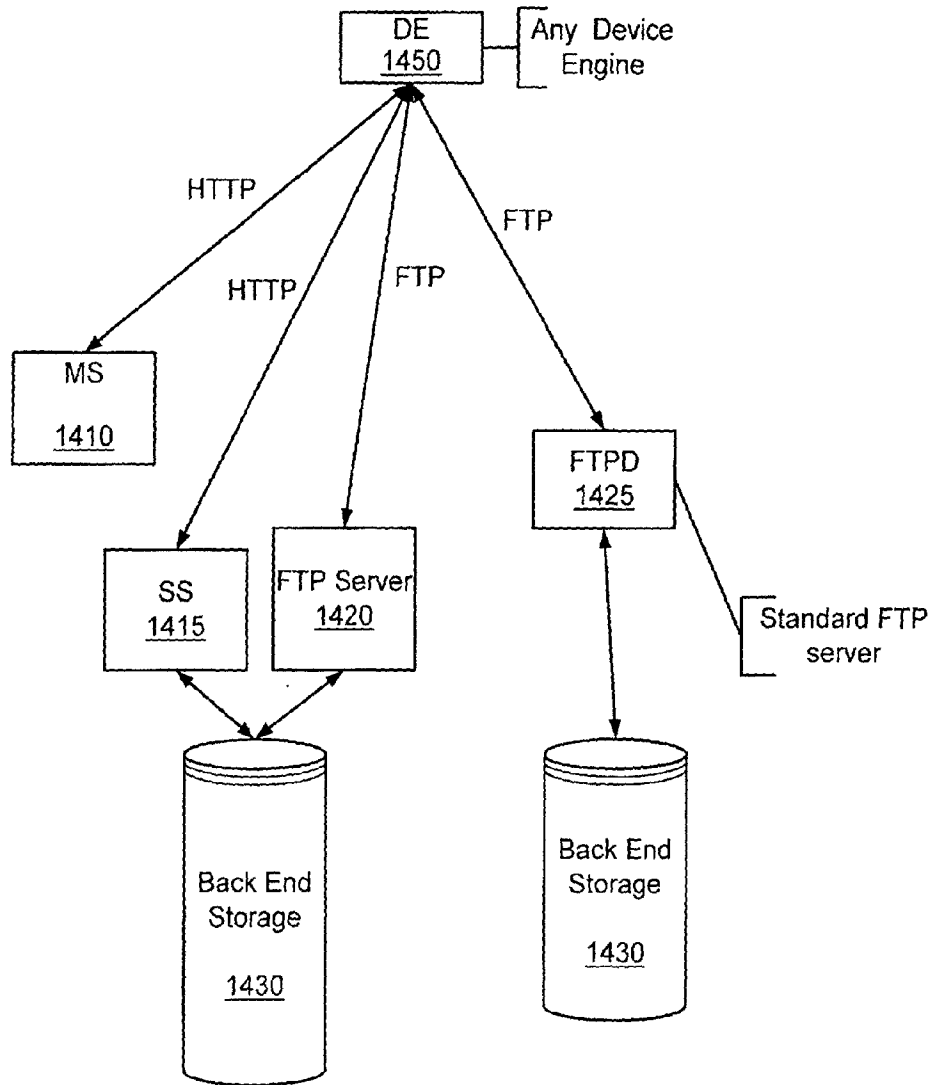 DE
1450
Any Device
Engine
HTTP
HTTP
FTP
FTP
MS
1410
FTPD
1425
SS
1415
FTP Server
1420
Standard FTP
server
Back End
Storage
1430
Back End
Storage
1430